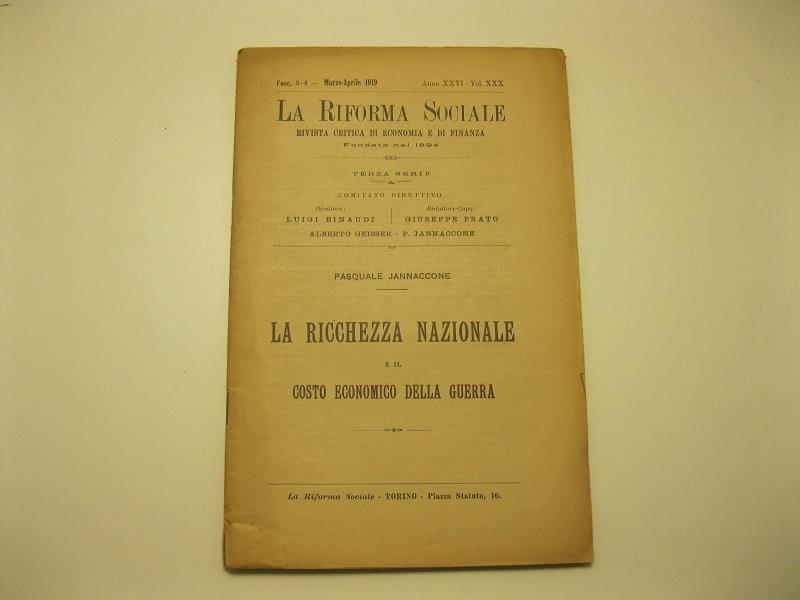 Fasc. 3-4 — Marzo-Aprile 1919 Anno XXVI - Vol. XXX
LA RIFORMA SOCIALE
RIVISTA CRITICA DI ECONOMIA E DI FINANZA
Fondata nel 1894
TERZA SERIE
COMITATO DIRETTIVO
Direttore: Redattore-Capo:
LUIGI EINAUDI GIUSEPPE PRATO
ALBERTO GEISSER - P. JANNACCONE
PASQUALE JANNACCONE
LA RICCHEZZA NAZIONALE
E IL
COSTO ECONOMICO DELLA GUERRA
La Riforma Sociale - TORINO - Piazza Statuto, 16.